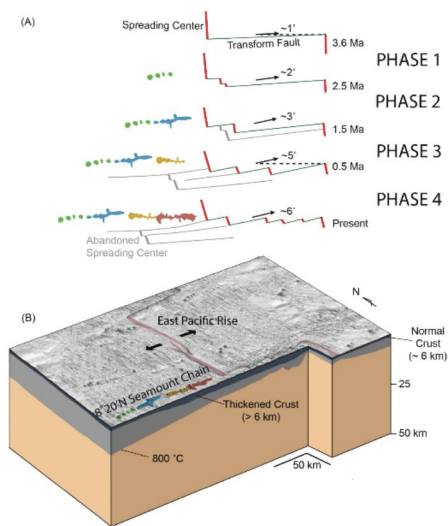 (A)
Spreading Center
~1°
Transform Fault
3.6 Ma
PHASE 1
~2°
2.5 Ma
PHASE 2
~3°
1.5 Ma
PHASE 3
~5°
0.5 Ma
PHASE 4
~6°
Present
Abandoned
Spreading Center
(B)
N
East Pacific Rise
Normal
Crust
(~ 6 km)
8°20'N Seamount Chain
Thickened Crust
(> 6 km)
25
800 °C
50 km
50 km